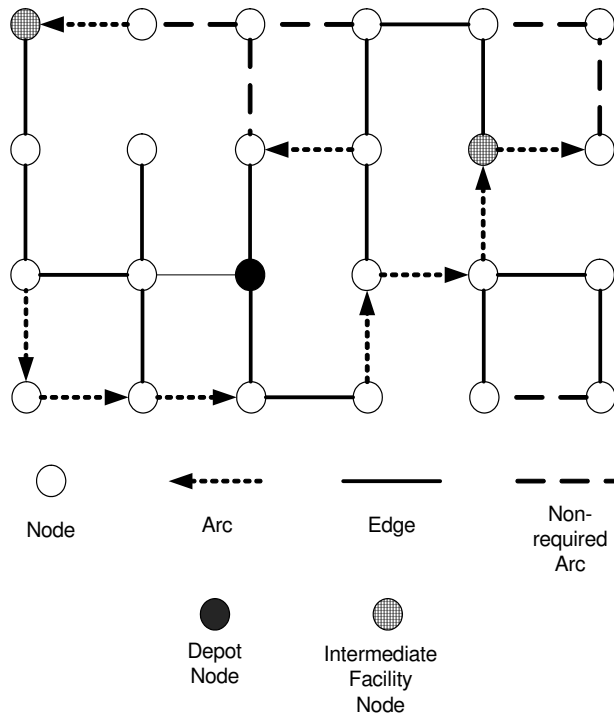 Node
Arc
Edge
Non-
required
Arc
Depot
Node
Intermediate
Facility
Node